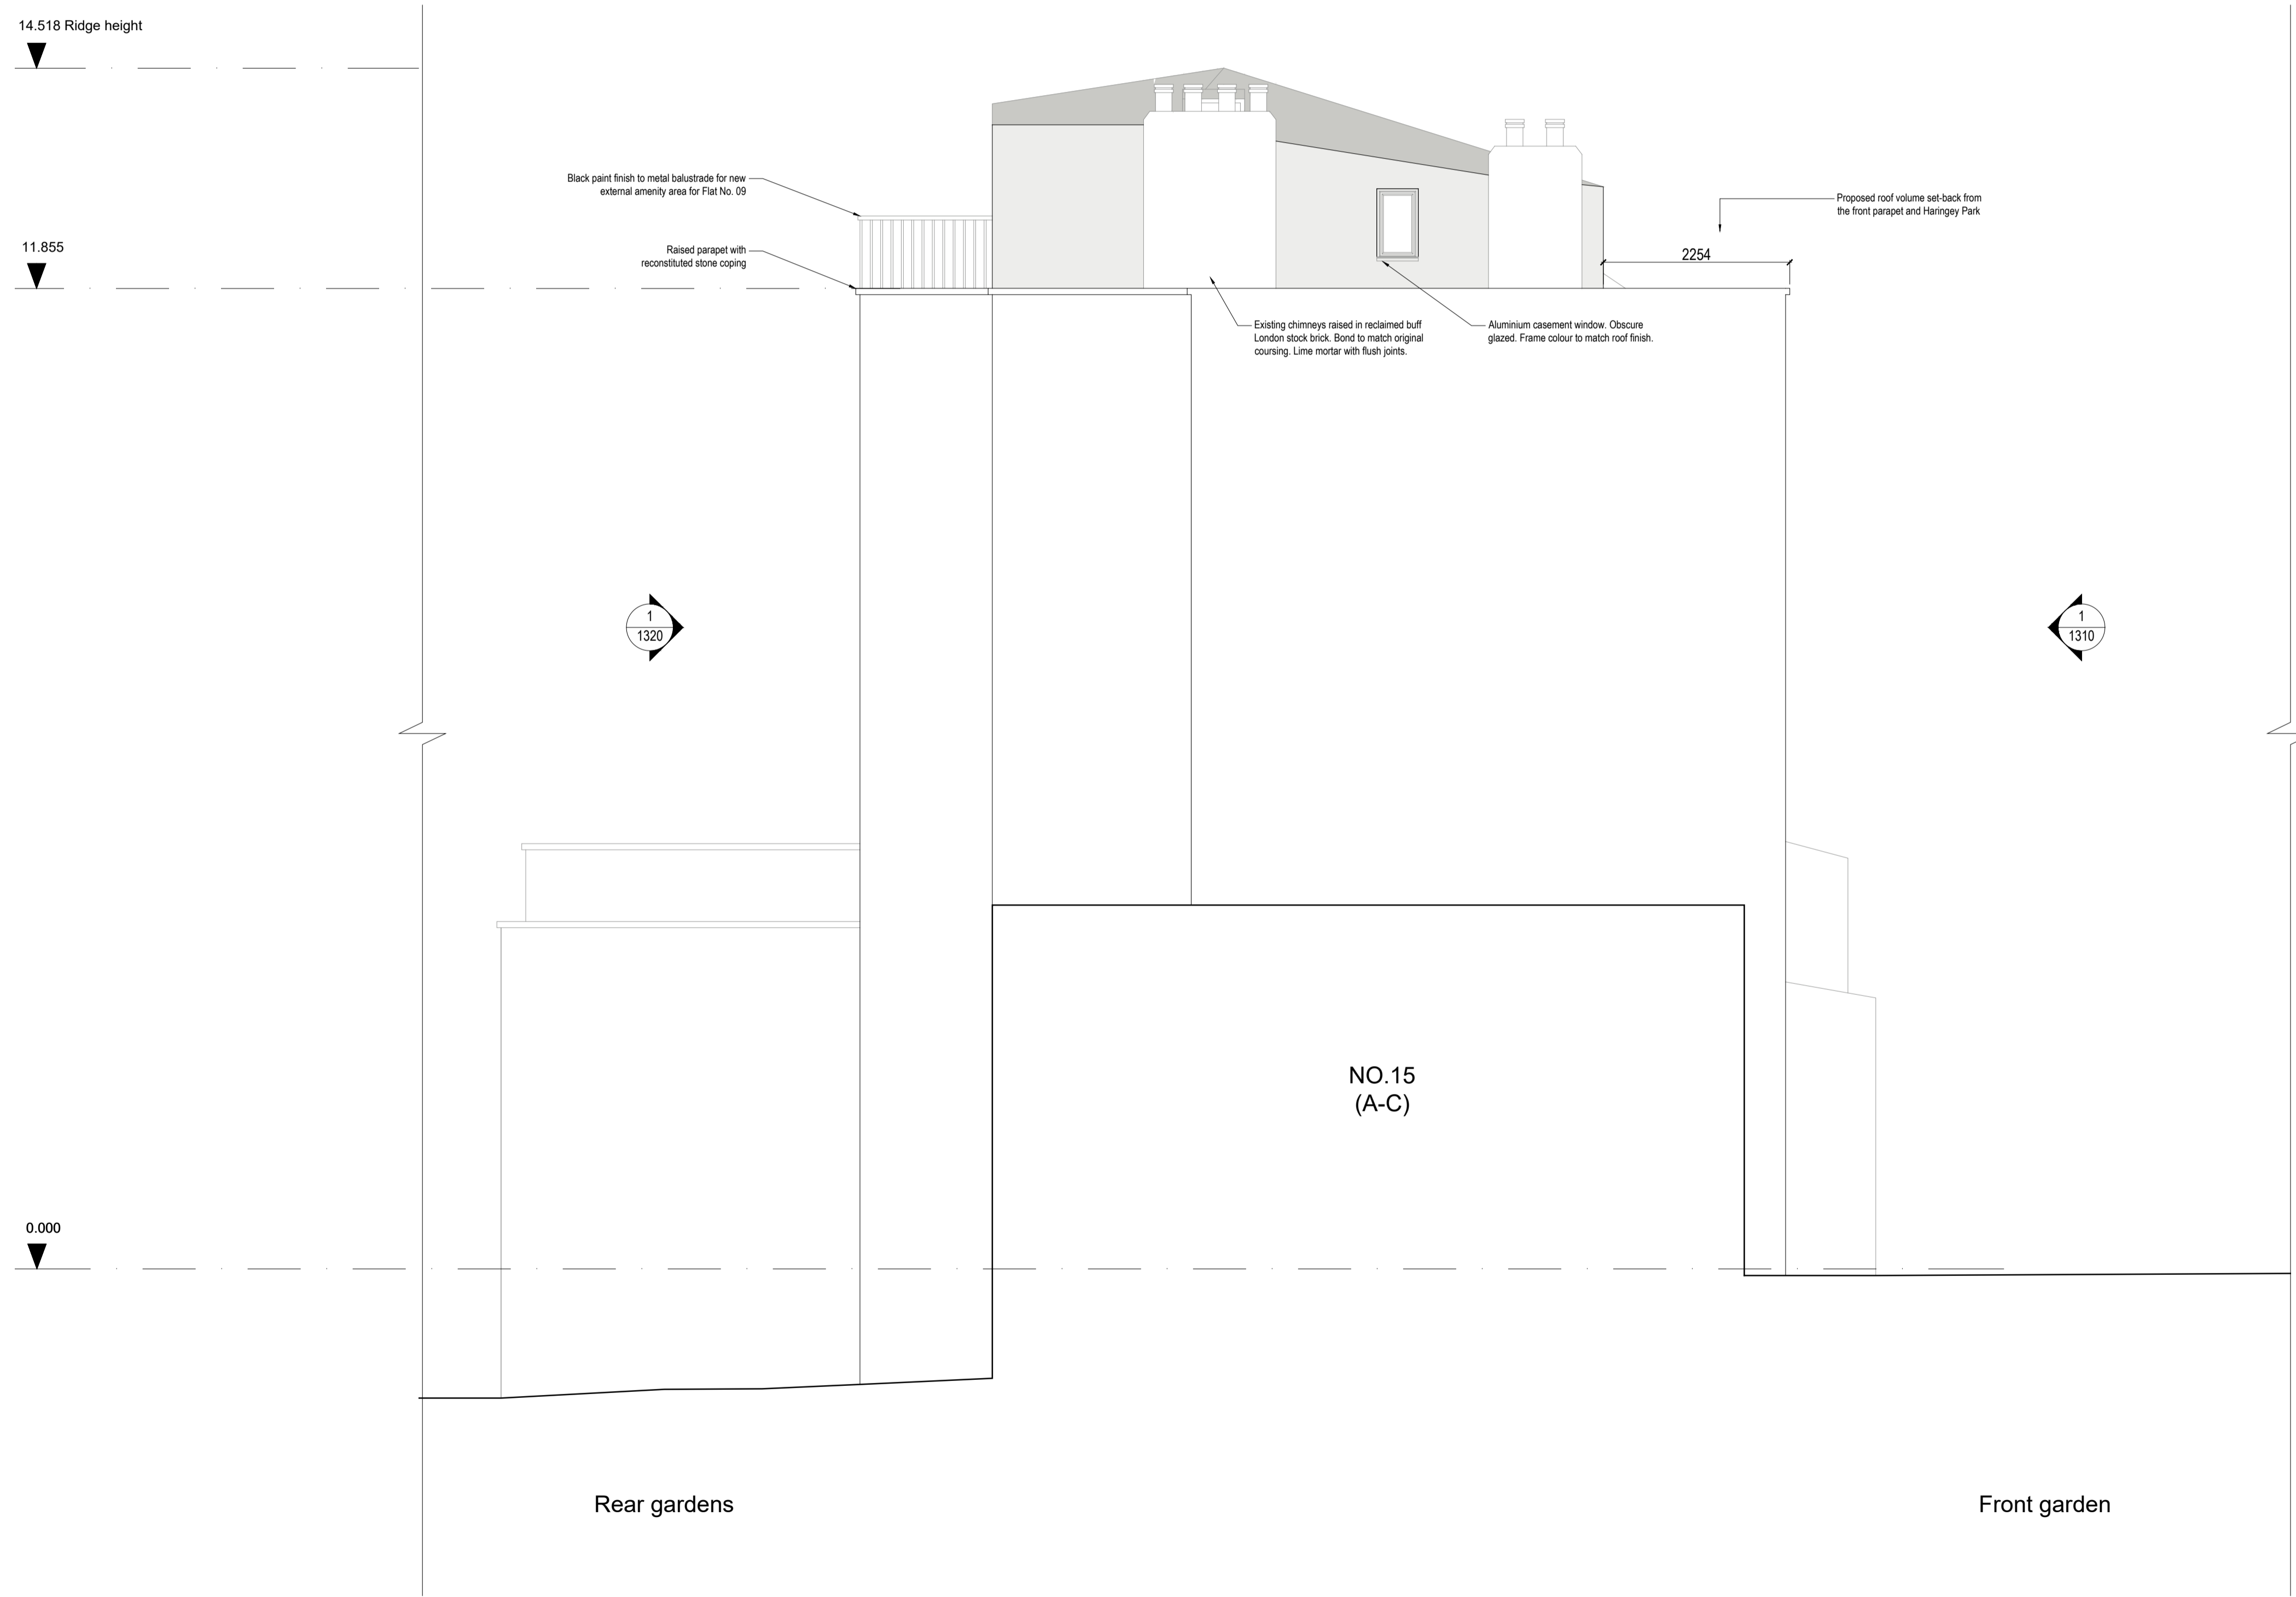 14.518 Ridge height
Black paint finish to metal balustrade for new
external amenity area for Flat No. 09
Proposed roof volume set-back from
the front parapet and Haringey Park
11.855
Raised parapet with
reconstituted stone coping
2254
Existing chimneys raised in reclaimed buff
London stock brick. Bond to match original
coursing. Lime mortar with flush joints.
Aluminium casement window. Obscure
glazed. Frame colour to match roof finish.
1
1320
1
1310
NO.15
(A-C)
0.000
Rear gardens
Front garden